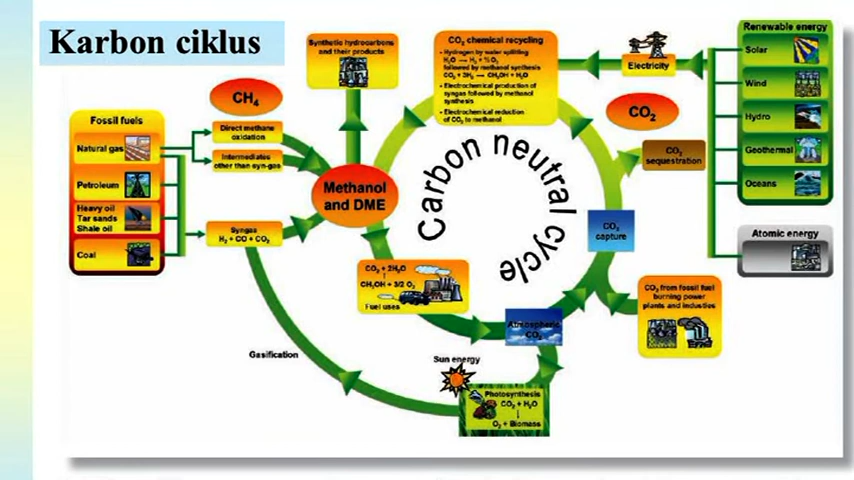 Karbon ciklus
Synthetic hydrocarbons
and their products
CO₂ chemical recycling
• Hydrogen by water splitting
H₂O → H₂ + ½ O₂
followed by methanol synthesis
CO₂ + 3H₂ → CH₃OH + H₂O
• Electrochemical production of
syngas followed by methanol
synthesis
• Electrochemical reduction
of CO₂ to methanol
Electricity
Renewable energy
Solar
Wind
Hydro
Geothermal
Oceans
Atomic energy
CH₄
CO₂
Fossil fuels
Natural gas
Petroleum
Heavy oil
Tar sands
Shale oil
Coal
Direct methane
oxidation
Intermediates
other than syn-gas
Syngas
H₂ + CO + CO₂
Methanol
and DME
Carbon neutral cycle
CO₂
sequestration
CO₂
capture
CO₂ + 2H₂O
↑
CH₃OH + 3/2 O₂
Fuel uses
Atmospheric
CO₂
CO₂ from fossil fuel
burning power
plants and industies
Gasification
Sun energy
Photosynthesis
CO₂ + H₂O
↓
O₂ + Biomass